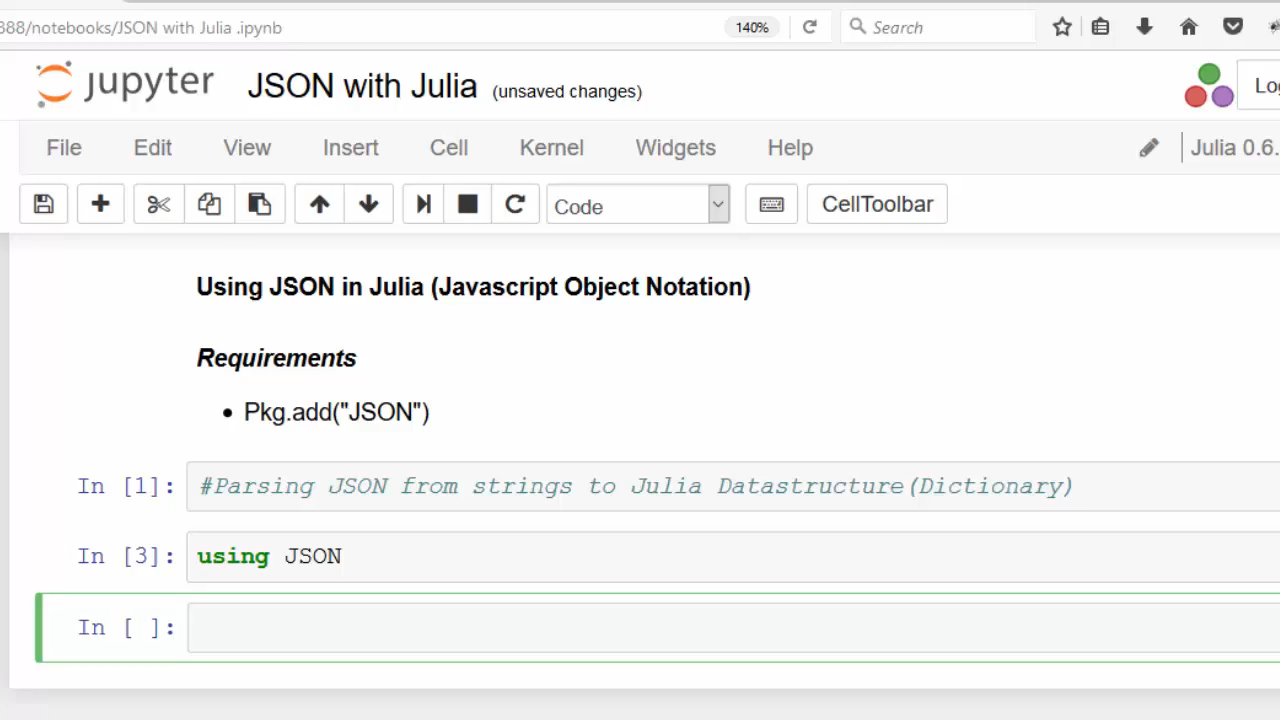 888/notebooks/JSON with Julia .ipynb
140%
Search
jupyter JSON with Julia (unsaved changes)
File Edit View Insert Cell Kernel Widgets Help Julia 0.6.
Code CellToolbar
Using JSON in Julia (Javascript Object Notation)
Requirements
• Pkg.add("JSON")
In [1]: #Parsing JSON from strings to Julia Datastructure(Dictionary)
In [3]: using JSON
In [ ]: